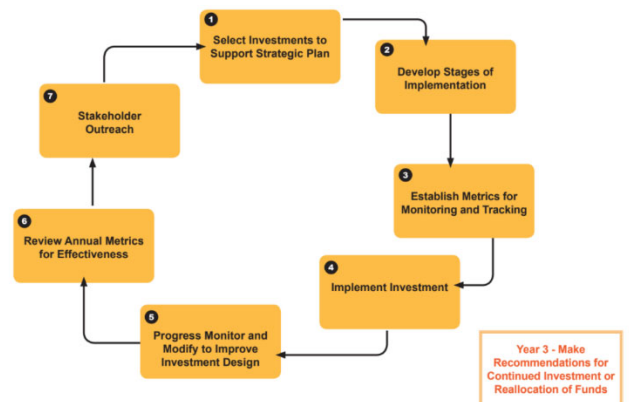 1
Select Investments to
Support Strategic Plan
2
Develop Stages of
Implementation
3
Establish Metrics for
Monitoring and Tracking
4
Implement Investment
5
Progress Monitor and
Modify to Improve
Investment Design
6
Review Annual Metrics
for Effectiveness
7
Stakeholder
Outreach
Year 3 - Make
Recommendations for
Continued Investment or
Reallocation of Funds